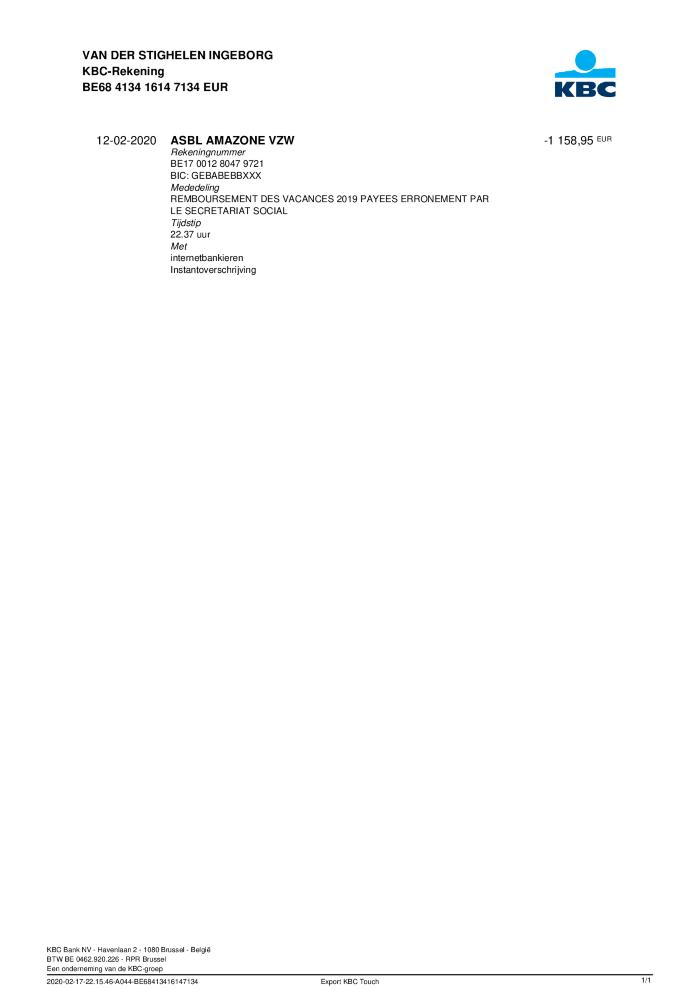 VAN DER STIGHELEN INGEBORG
KBC-Rekening
BE68 4134 1614 7134 EUR
KBC
12-02-2020 ASBL AMAZONE VZW -1 158,95 EUR
Rekeningnummer
BE17 0012 8047 9721
BIC: GEBABEBBXXX
Mededeling
REMBOURSEMENT DES VACANCES 2019 PAYEES ERRONEMENT PAR
LE SECRETARIAT SOCIAL
Tijdstip
22.37 uur
Met
internetbankieren
Instantoverschrijving
KBC Bank NV - Havenlaan 2 - 1080 Brussel - België
BTW BE 0462.920.226 - RPR Brussel
Een onderneming van de KBC-groep
2020-02-17-22.15.46-A044-BE68413416147134 Export KBC Touch 1/1